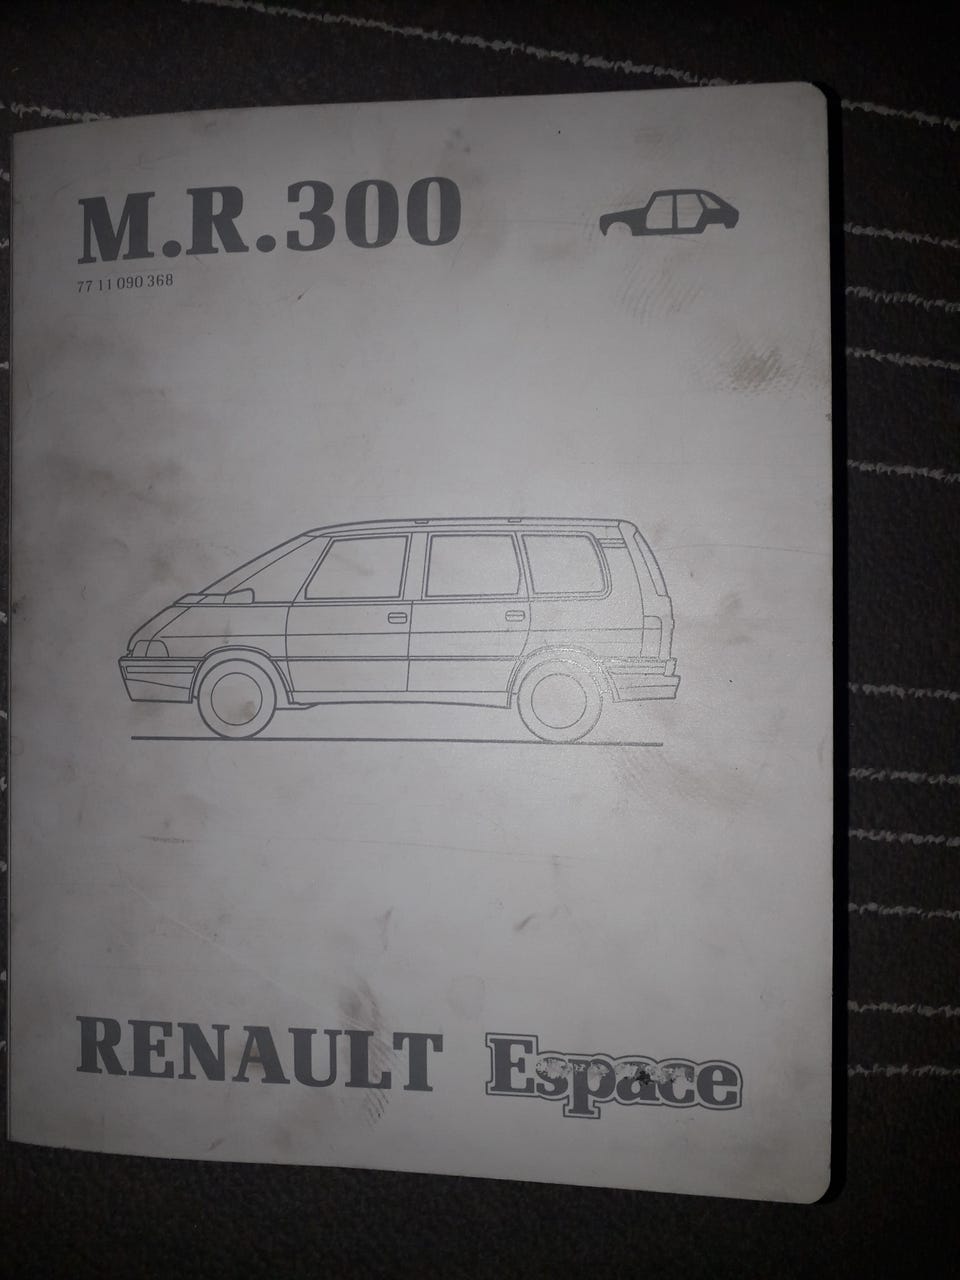 M.R.300
77 11 090 368
RENAULT Espace